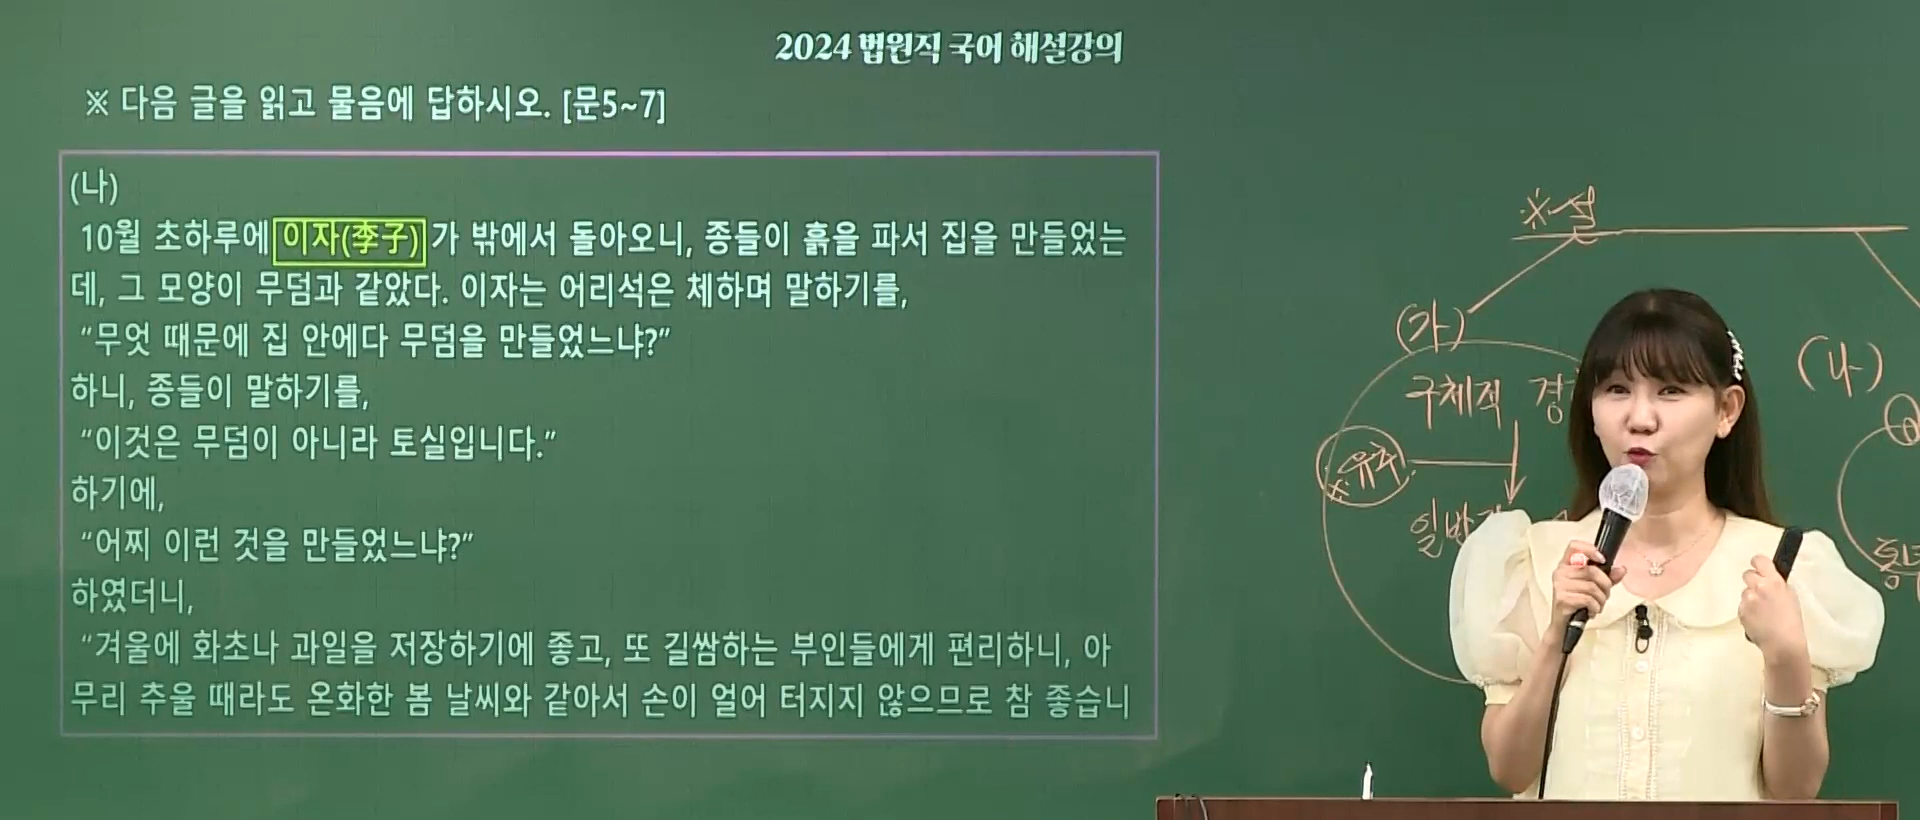 2024 법원직 국어 해설강의
※ 다음 글을 읽고 물음에 답하시오. [문5~7]
(나)
10월 초하루에 이자(李子) 가 밖에서 돌아오니, 종들이 흙을 파서 집을 만들었는
데, 그 모양이 무덤과 같았다. 이자는 어리석은 체하며 말하기를,
“무엇 때문에 집 안에다 무덤을 만들었느냐?”
하니, 종들이 말하기를,
“이것은 무덤이 아니라 토실입니다.”
하기에,
“어찌 이런 것을 만들었느냐?”
하였더니,
“겨울에 화초나 과일을 저장하기에 좋고, 또 길쌈하는 부인들에게 편리하니, 아
무리 추울 때라도 온화한 봄 날씨와 같아서 손이 얼어 터지지 않으므로 참 좋습니
※설
(가)
(나)
구체적
유추